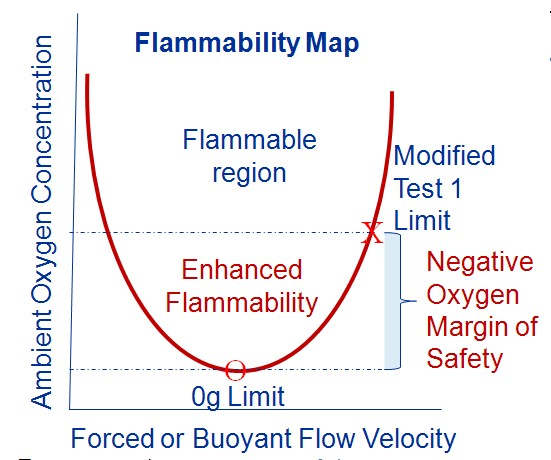 Flammability Map
Ambient Oxygen Concentration
Flammable
region
Modified
Test 1
Limit
X
Enhanced
Flammability
Negative
Oxygen
Margin of
Safety
0g Limit
Forced or Buoyant Flow Velocity